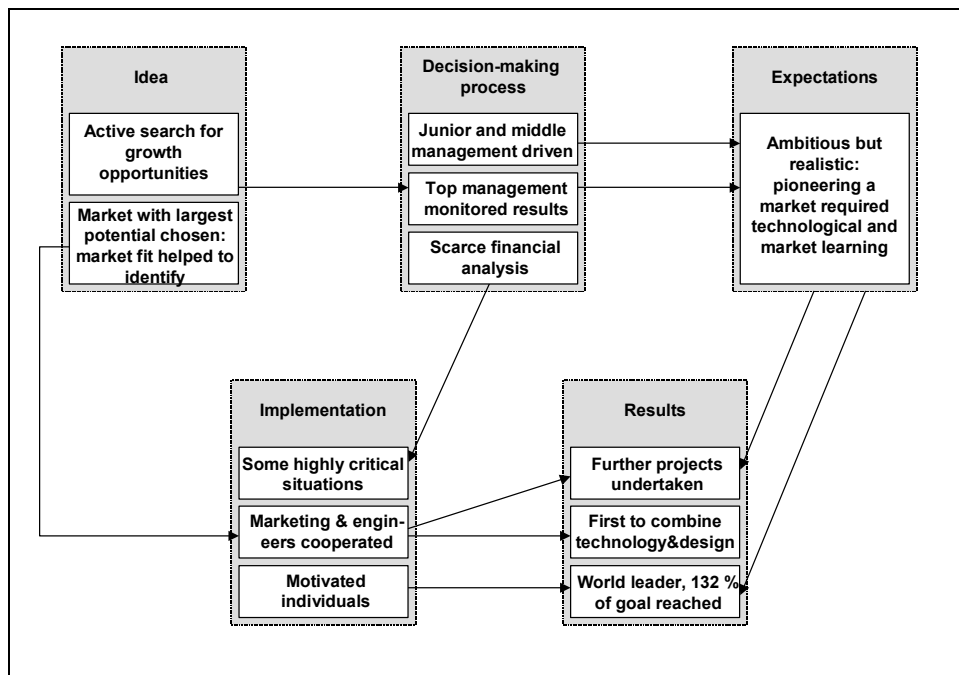 Idea
Active search for
growth
opportunities
Market with largest
potential chosen:
market fit helped to
identify
Decision-making
process
Junior and middle
management driven
Top management
monitored results
Scarce financial
analysis
Expectations
Ambitious but
realistic:
pioneering a
market required
technological and
market learning
Implementation
Some highly critical
situations
Marketing & engin-
eers cooperated
Motivated
individuals
Results
Further projects
undertaken
First to combine
technology&design
World leader, 132 %
of goal reached